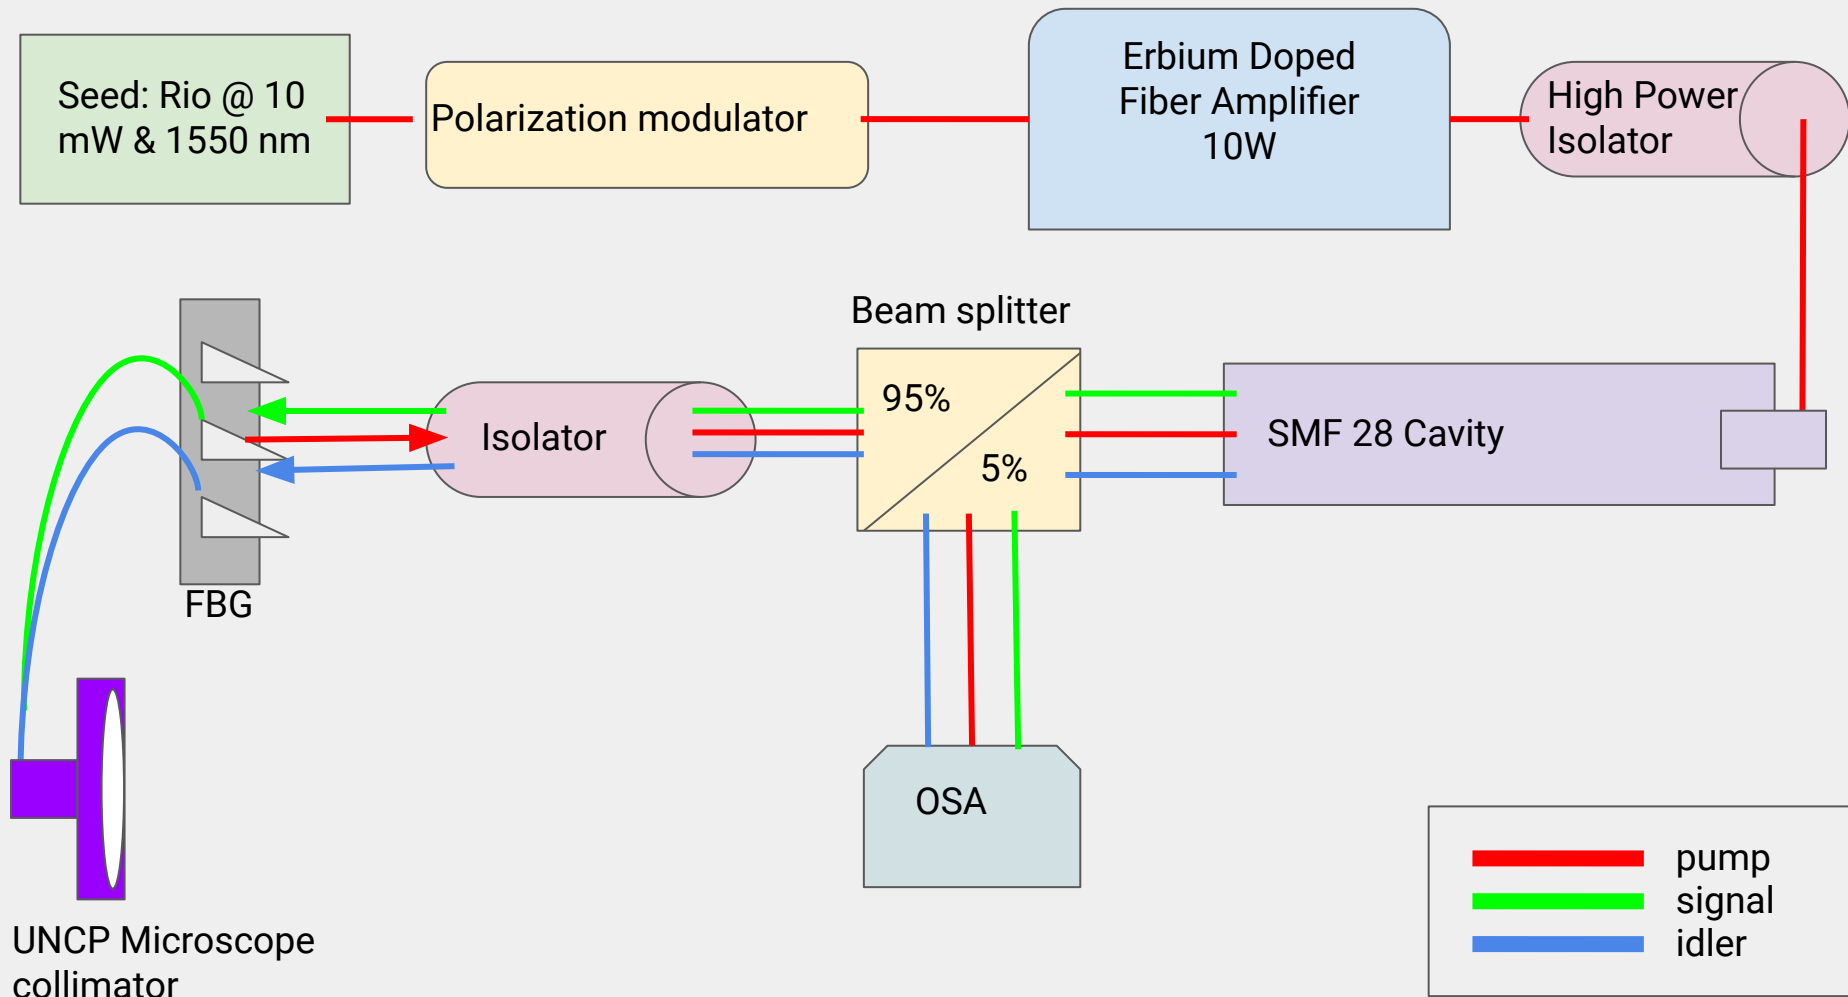 Seed: Rio @ 10
mW & 1550 nm
Polarization modulator
Erbium Doped
Fiber Amplifier
10W
High Power
Isolator
Beam splitter
95%
5%
Isolator
SMF 28 Cavity
FBG
OSA
UNCP Microscope
collimator
pump
signal
idler